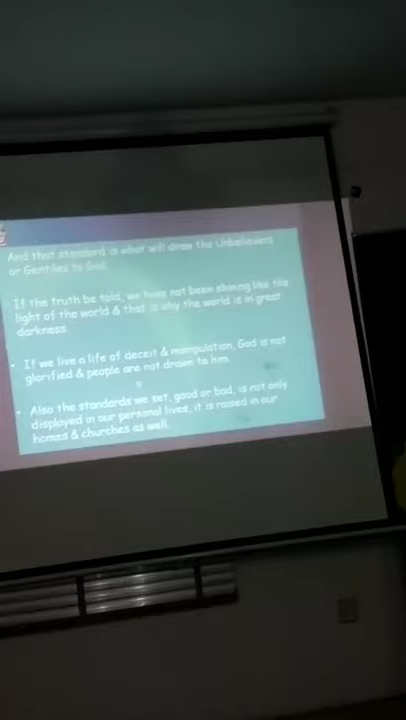 And that standard is what will draw the Unbelievers
or Gentiles to God.
If the truth be told, we have not been shining like the
light of the world & that is why the world is in great
darkness.
• If we live a life of deceit & manipulation, God is not
glorified & people are not drawn to him.
• Also the standards we set, good or bad, is not only
displayed in our personal lives, it is raised in our
homes & churches as well.